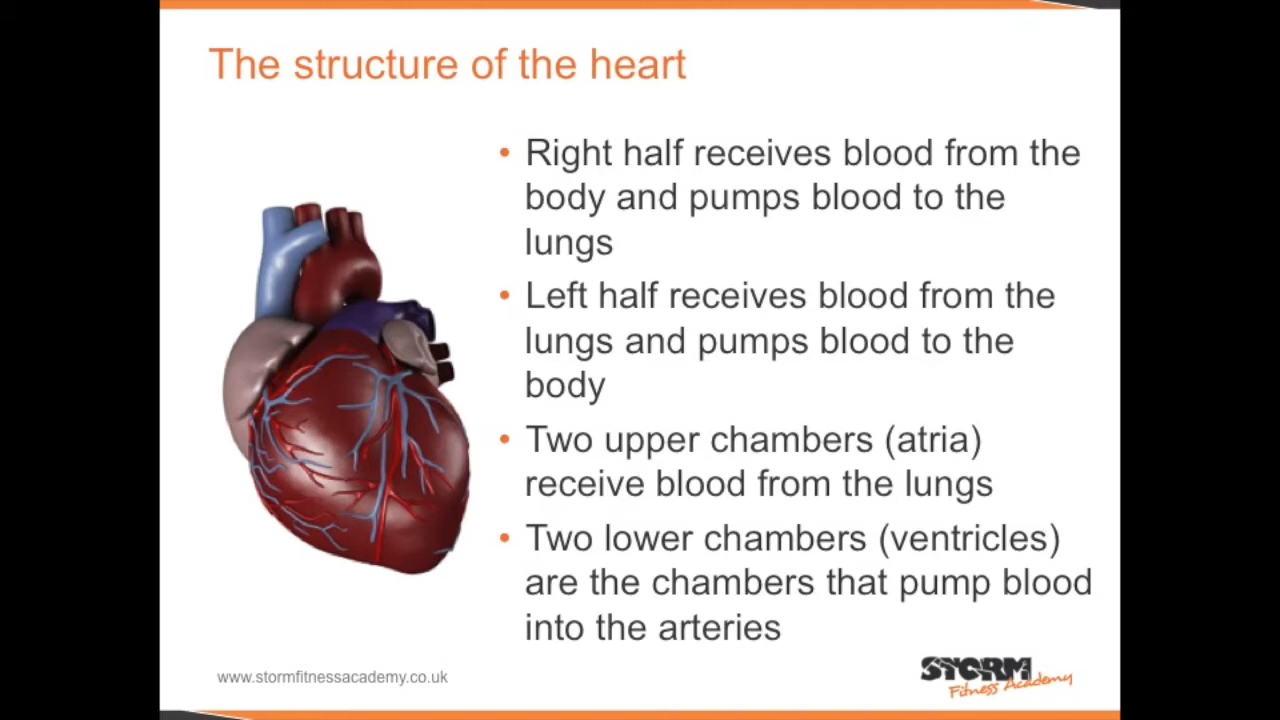 The structure of the heart
• Right half receives blood from the
body and pumps blood to the
lungs
• Left half receives blood from the
lungs and pumps blood to the
body
• Two upper chambers (atria)
receive blood from the lungs
• Two lower chambers (ventricles)
are the chambers that pump blood
into the arteries
www.stormfitnessacademy.co.uk
STORM
Fitness Academy